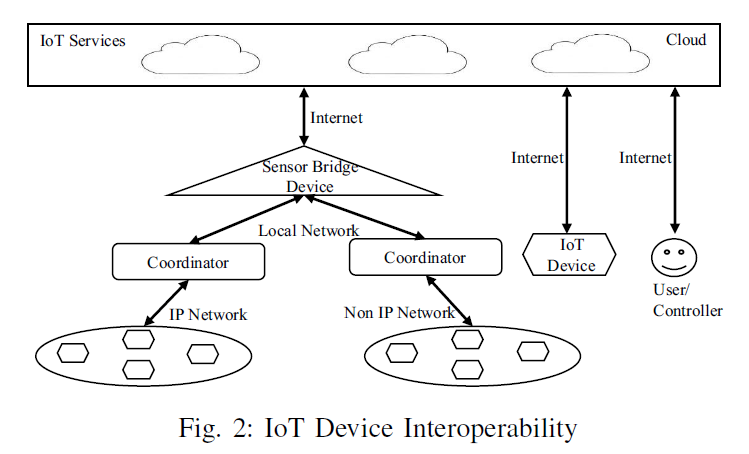 IoT Services
Cloud
Internet
Internet
Internet
Sensor Bridge
Device
Local Network
Coordinator
Coordinator
IoT
Device
User/
Controller
IP Network
Non IP Network
Fig. 2: IoT Device Interoperability